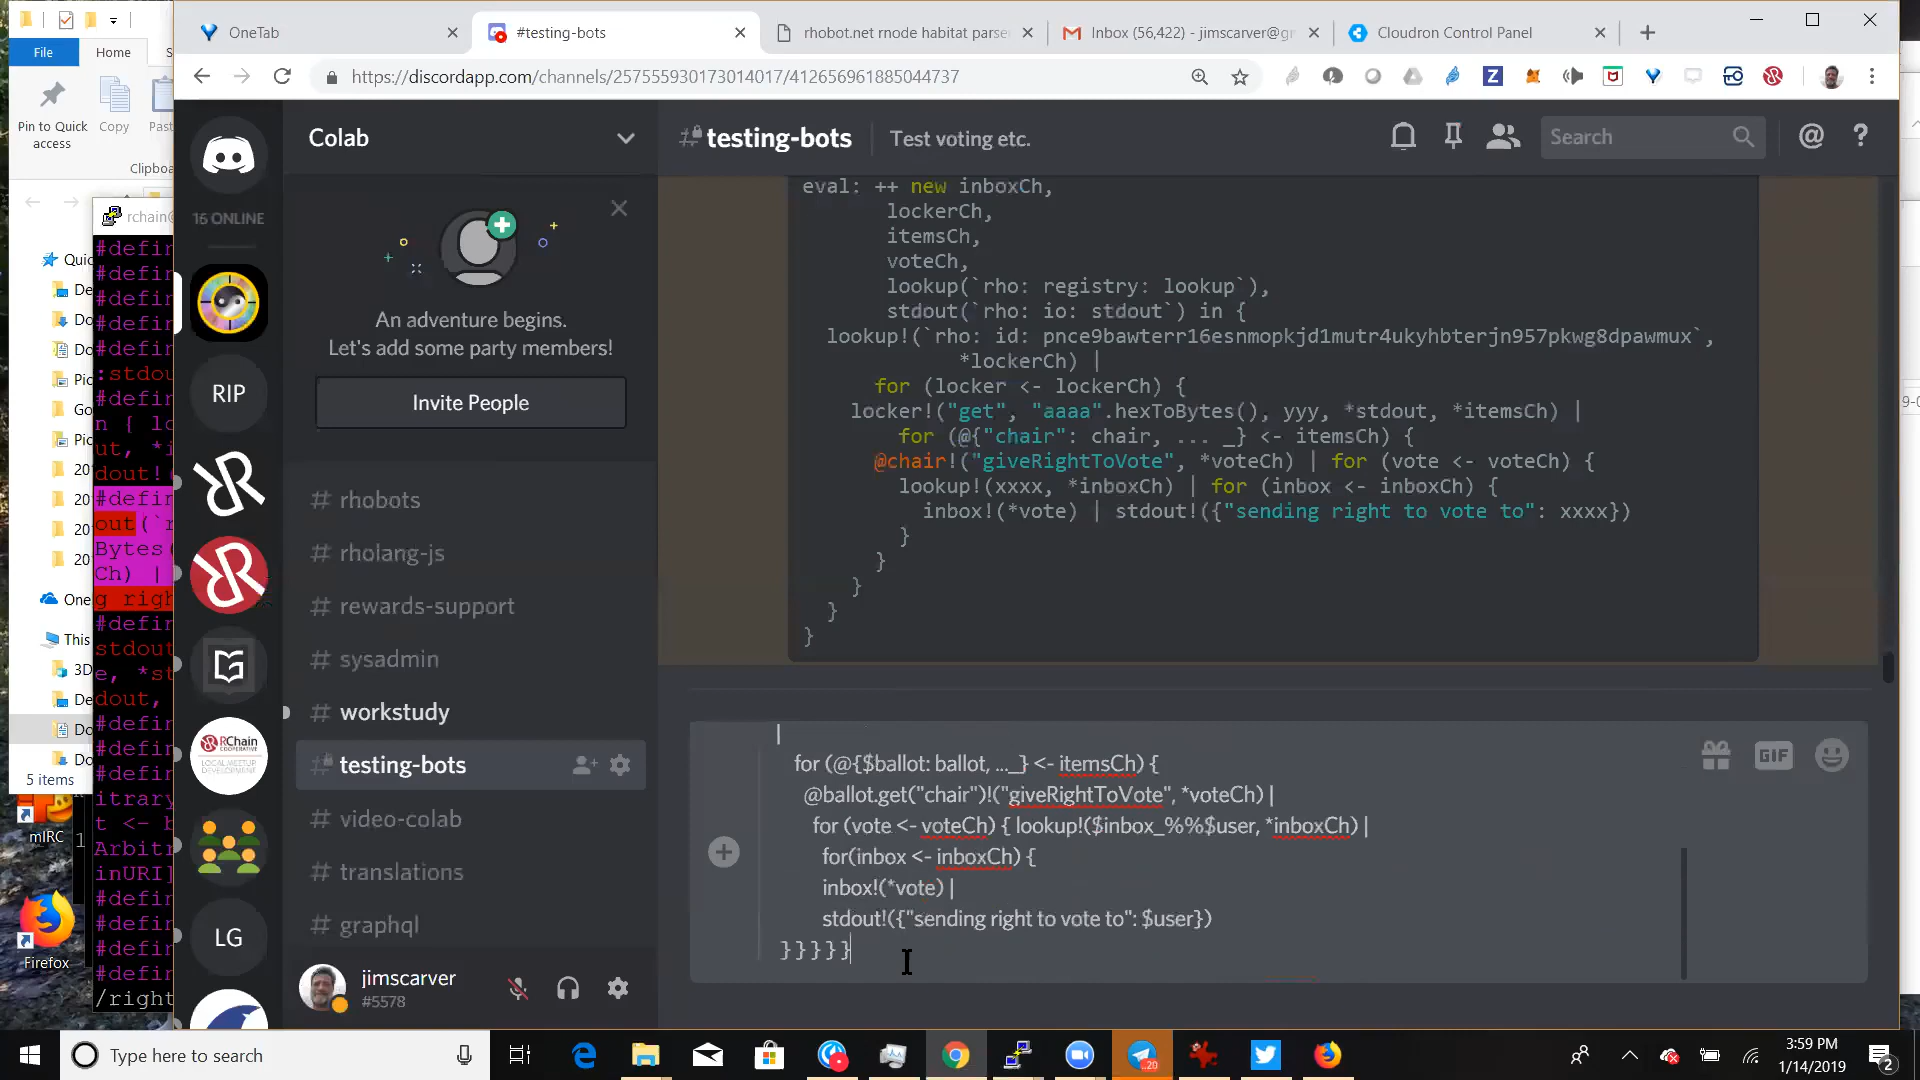 OneTab
#testing-bots
rhobot.net rnode habitat parse
Inbox (56,422) - jimscarver@gr
Cloudron Control Panel
https://discordapp.com/channels/257555930173014017/412656961885044737
File
Home
Pin to Quick
access
Copy
Clipboa
16 ONLINE
RIP
LG
Colab
An adventure begins.
Let's add some party members!
Invite People
# rhobots
# rholang-js
# rewards-support
# sysadmin
# workstudy
# testing-bots
# video-colab
# translations
# graphql
jimscarver
#5578
# testing-bots
Test voting etc.
Search
eval: ++ new inboxCh,
lockerCh,
itemsCh,
voteCh,
lookup(`rho: registry: lookup`),
stdout(`rho: io: stdout`) in {
lookup!(`rho: id: pnce9bawterr16esnmopkjd1mutr4ukyhbterjn957pkwg8dpawmux`,
*lockerCh) |
for (locker <- lockerCh) {
locker!("get", "aaaa".hexToBytes(), yyy, *stdout, *itemsCh) |
for (@{"chair": chair, ... _} <- itemsCh) {
@chair!("giveRightToVote", *voteCh) | for (vote <- voteCh) {
lookup!(xxxx, *inboxCh) | for (inbox <- inboxCh) {
inbox!(*vote) | stdout!({"sending right to vote to": xxxx})
}
}
}
}
}
|
for (@{$ballot: ballot, ..._} <- itemsCh) {
@ballot.get("chair")!("giveRightToVote", *voteCh) |
for (vote <- voteCh) { lookup!($inbox_%%$user, *inboxCh) |
for(inbox <- inboxCh) {
inbox!(*vote) |
stdout!({"sending right to vote to": $user})
} } } } }
GIF
5 items
mIRC
Firefox
/right
Type here to search
3:59 PM
1/14/2019
2